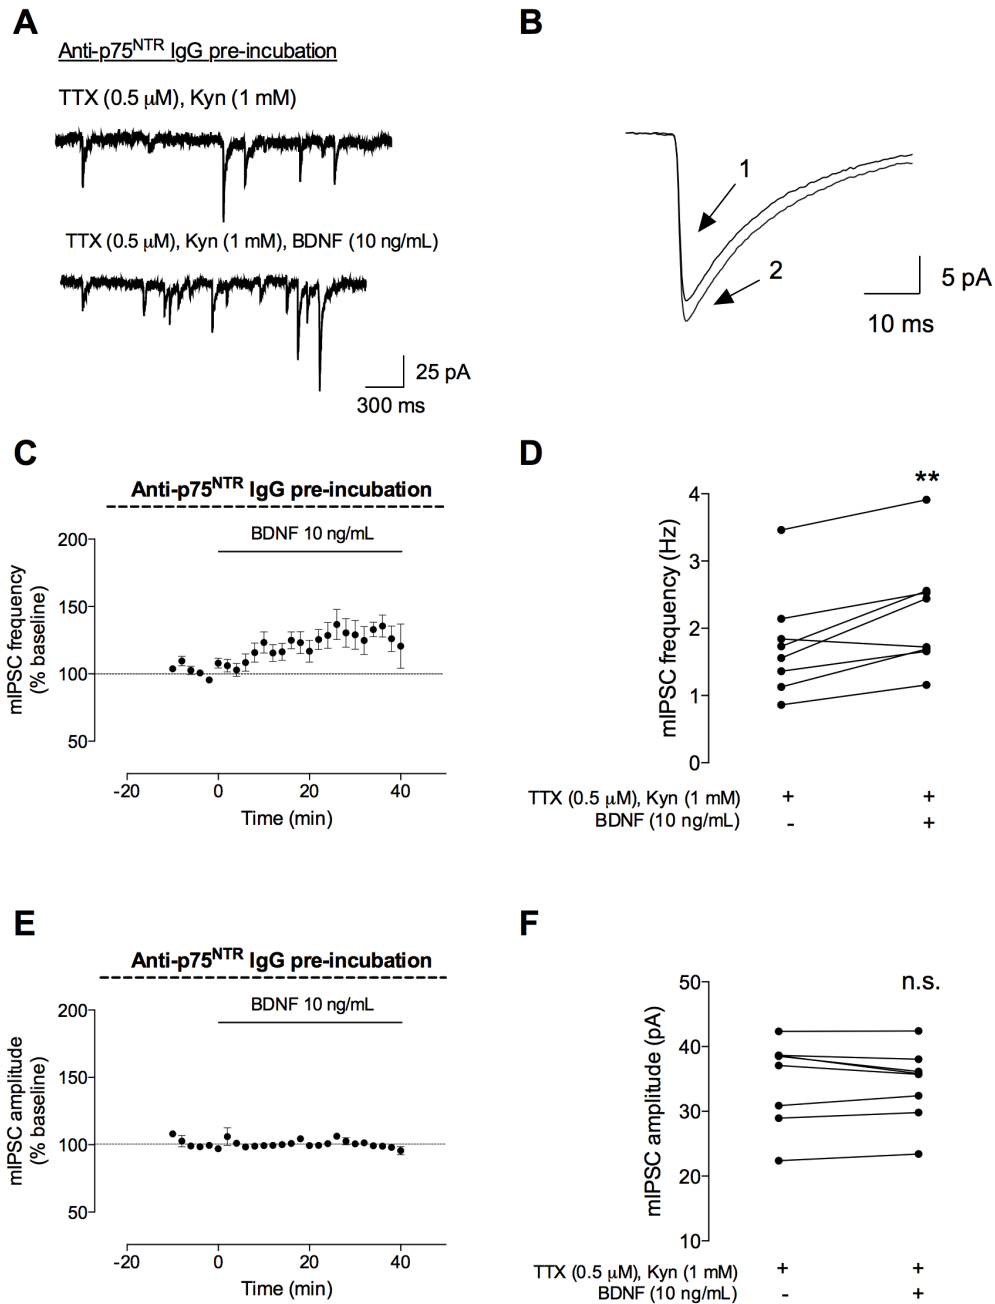 A
Anti-p75NTR IgG pre-incubation
TTX (0.5 µM), Kyn (1 mM)
TTX (0.5 µM), Kyn (1 mM), BDNF (10 ng/mL)
25 pA
300 ms
B
1
2
5 pA
10 ms
C
Anti-p75NTR IgG pre-incubation
BDNF 10 ng/mL
mIPSC frequency
(% baseline)
200
150
100
50
-20 0 20 40
Time (min)
D
**
mIPSC frequency (Hz)
4
3
2
1
0
TTX (0.5 µM), Kyn (1 mM) + +
BDNF (10 ng/mL) - +
E
Anti-p75NTR IgG pre-incubation
BDNF 10 ng/mL
mIPSC amplitude
(% baseline)
200
150
100
50
-20 0 20 40
Time (min)
F
n.s.
mIPSC amplitude (pA)
50
40
30
20
10
TTX (0.5 µM), Kyn (1 mM) + +
BDNF (10 ng/mL) - +